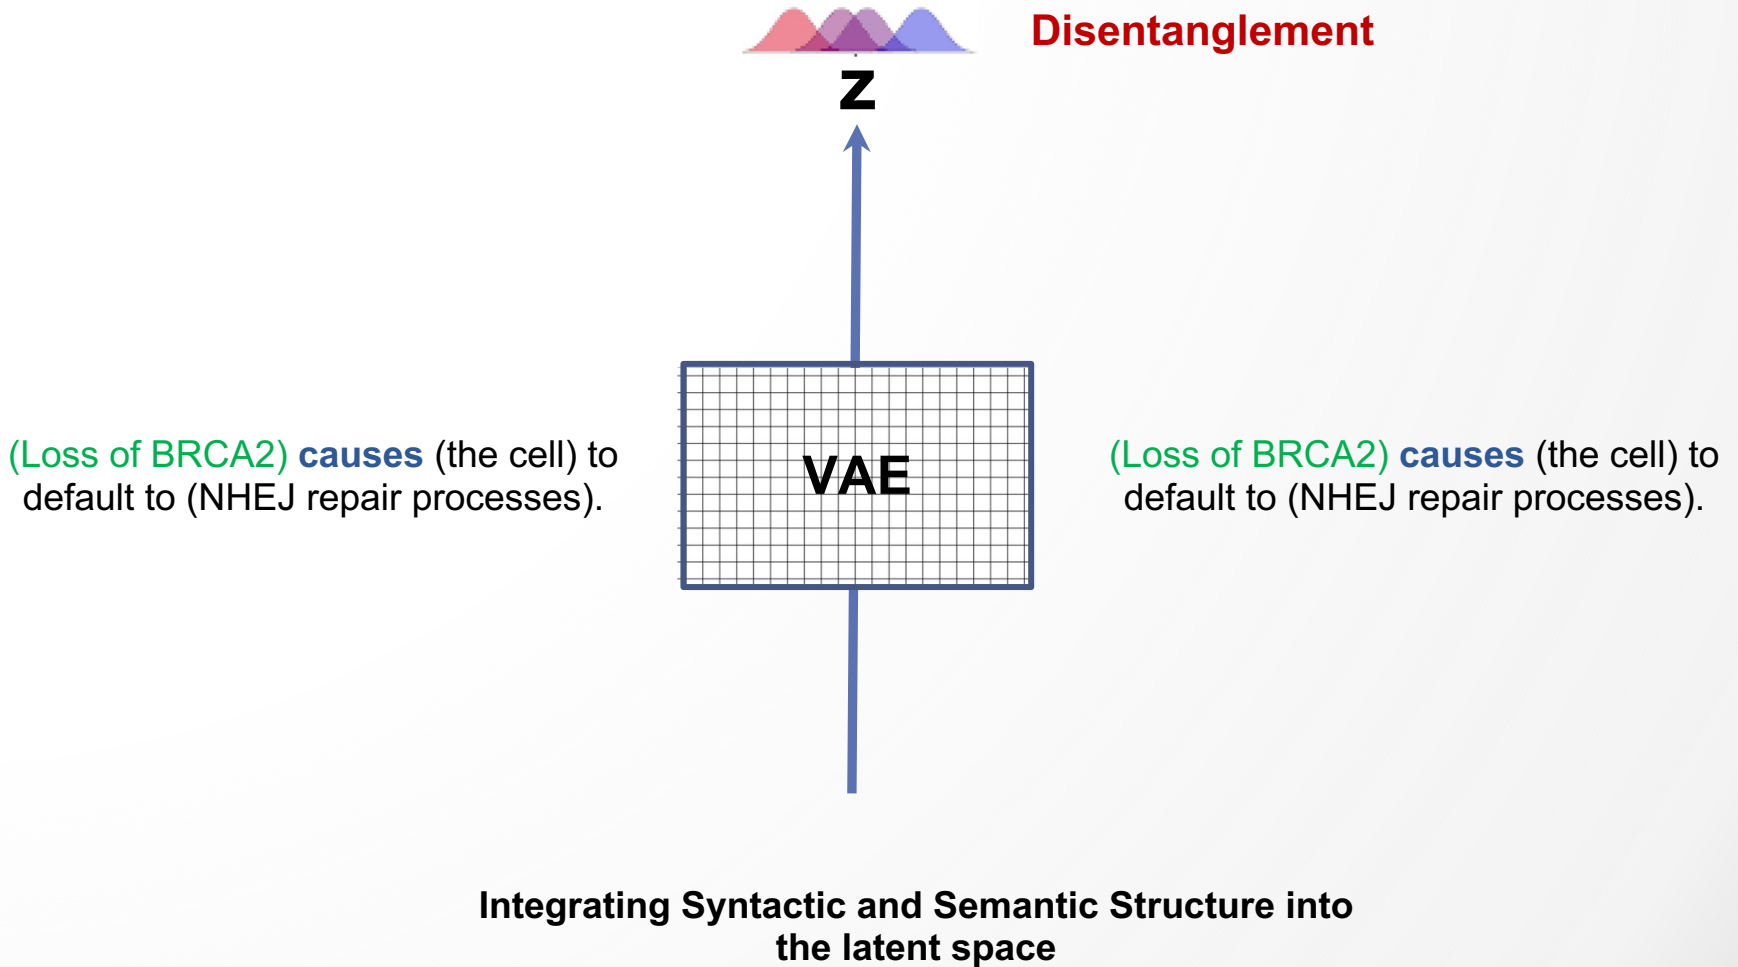 Disentanglement
z
(Loss of BRCA2) causes (the cell) to
default to (NHEJ repair processes).
VAE
(Loss of BRCA2) causes (the cell) to
default to (NHEJ repair processes).
Integrating Syntactic and Semantic Structure into
the latent space